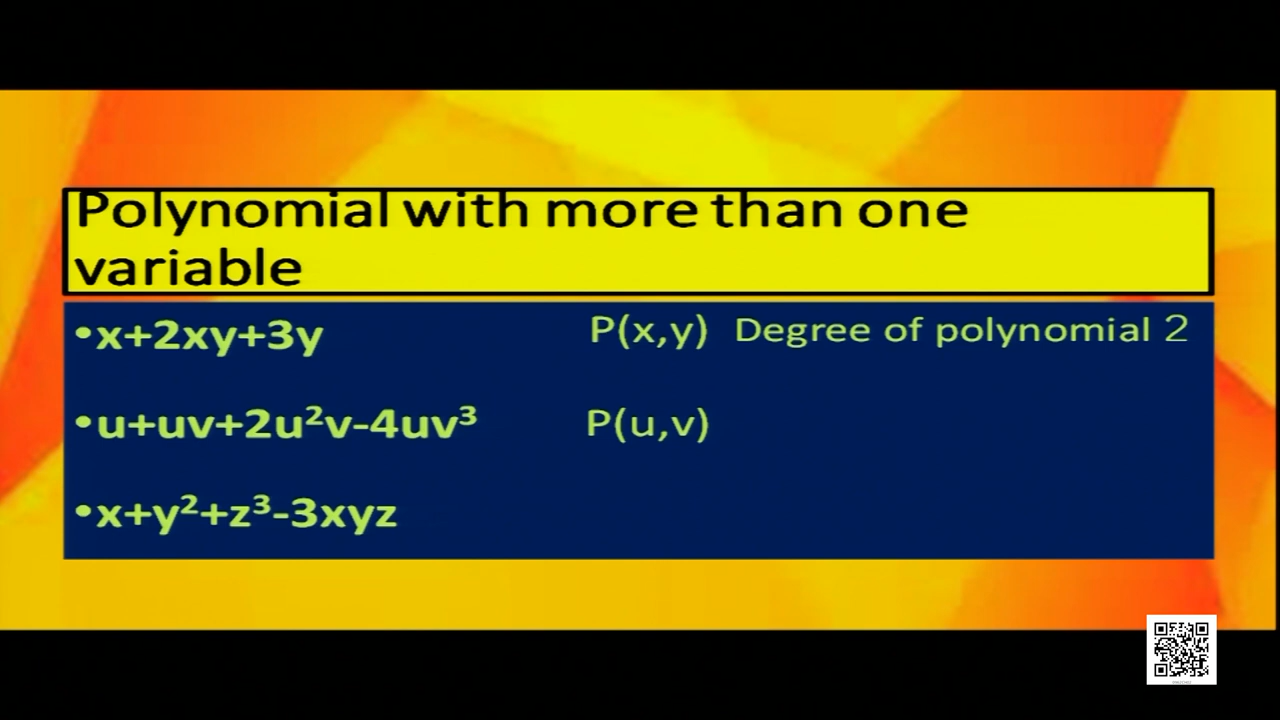 Polynomial with more than one
variable
•x+2xy+3y P(x,y) Degree of polynomial 2
•u+uv+2u²v-4uv³ P(u,v)
•x+y²+z³-3xyz